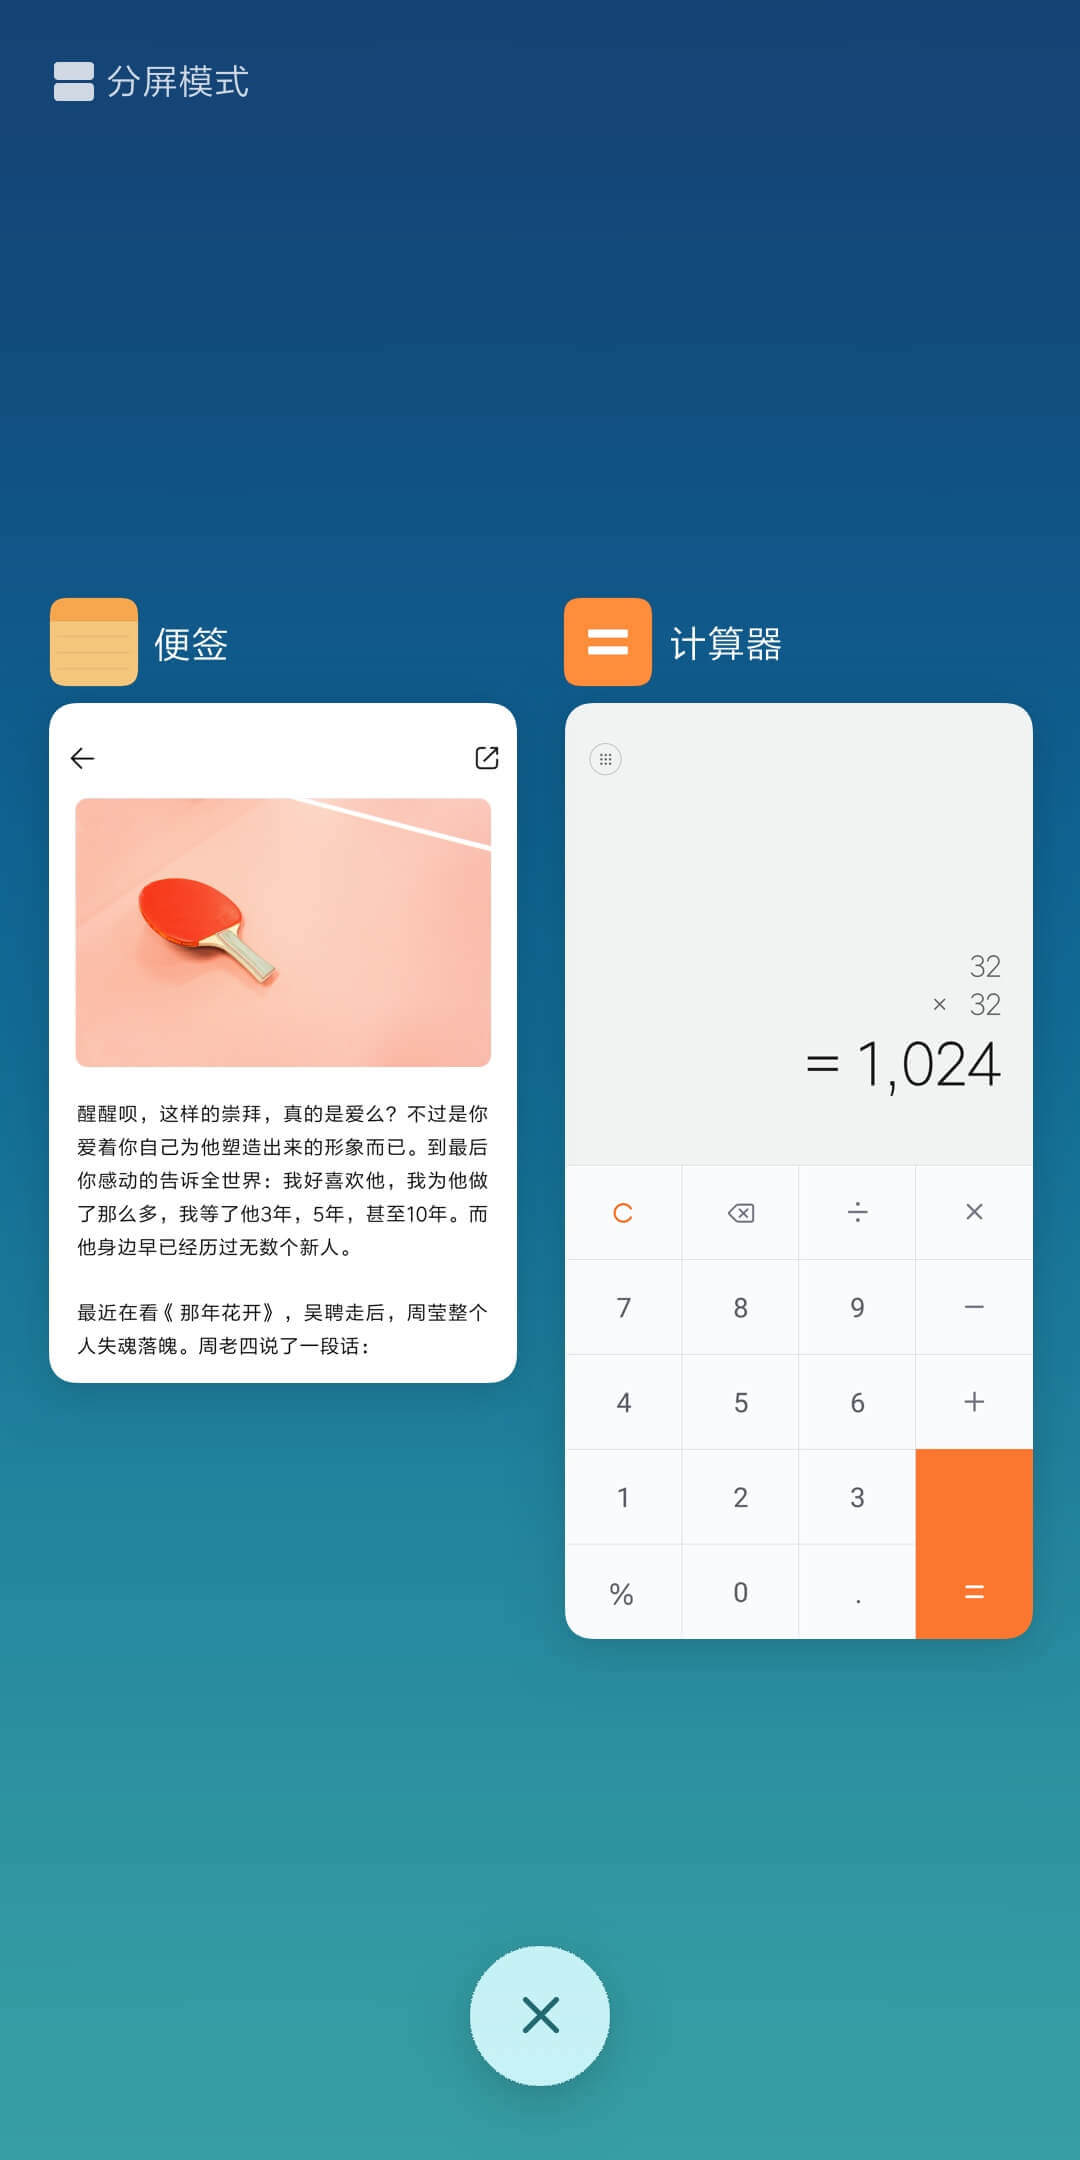 分屏模式
便签
醒醒呗，这样的崇拜，真的是爱么？不过是你
爱着你自己为他塑造出来的形象而已。到最后
你感动的告诉全世界：我好喜欢他，我为他做
了那么多，我等了他3年，5年，甚至10年。而
他身边早已经历过无数个新人。
最近在看《那年花开》，吴聘走后，周莹整个
人失魂落魄。周老四说了一段话：
计算器
32
× 32
= 1,024
C ÷ ×
7 8 9 −
4 5 6 +
1 2 3
% 0 . =